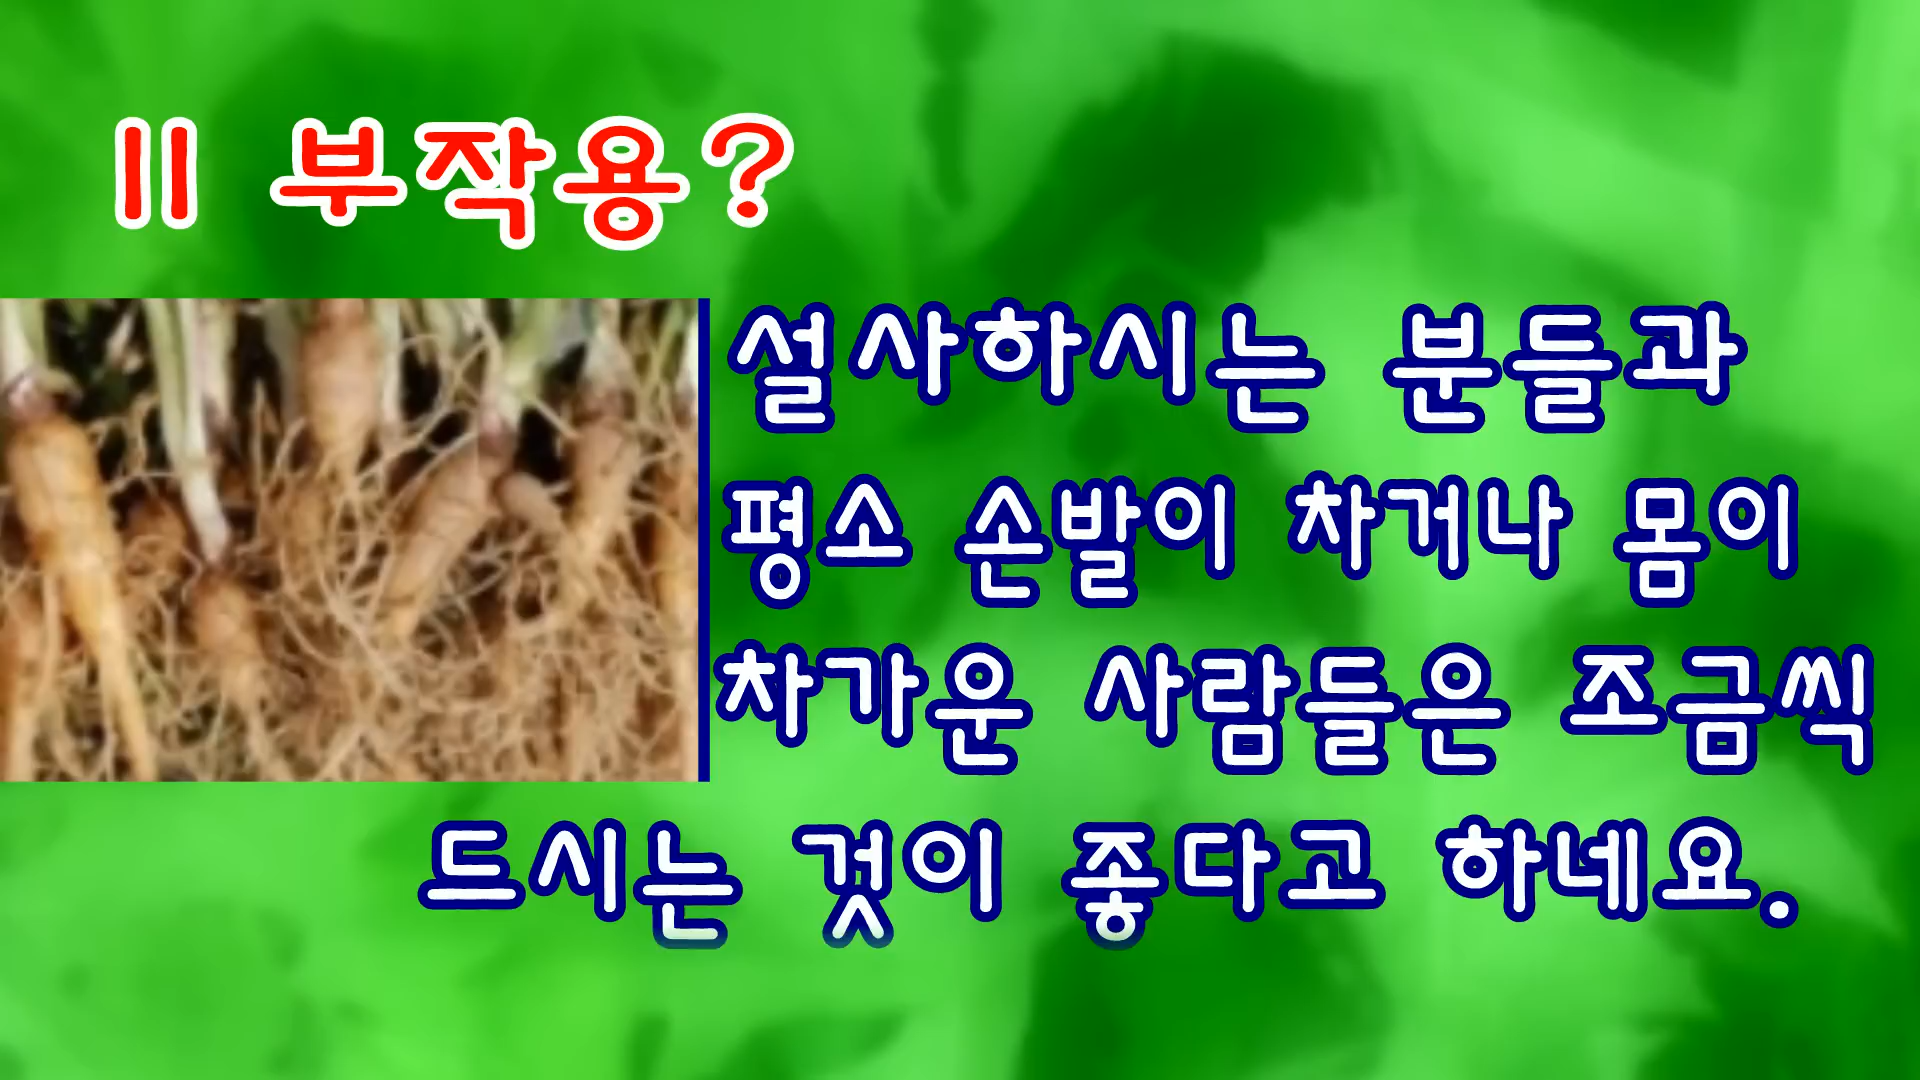 II 부작용?
설사하시는 분들과
평소 손발이 차거나 몸이
차가운 사람들은 조금씩
드시는 것이 좋다고 하네요.